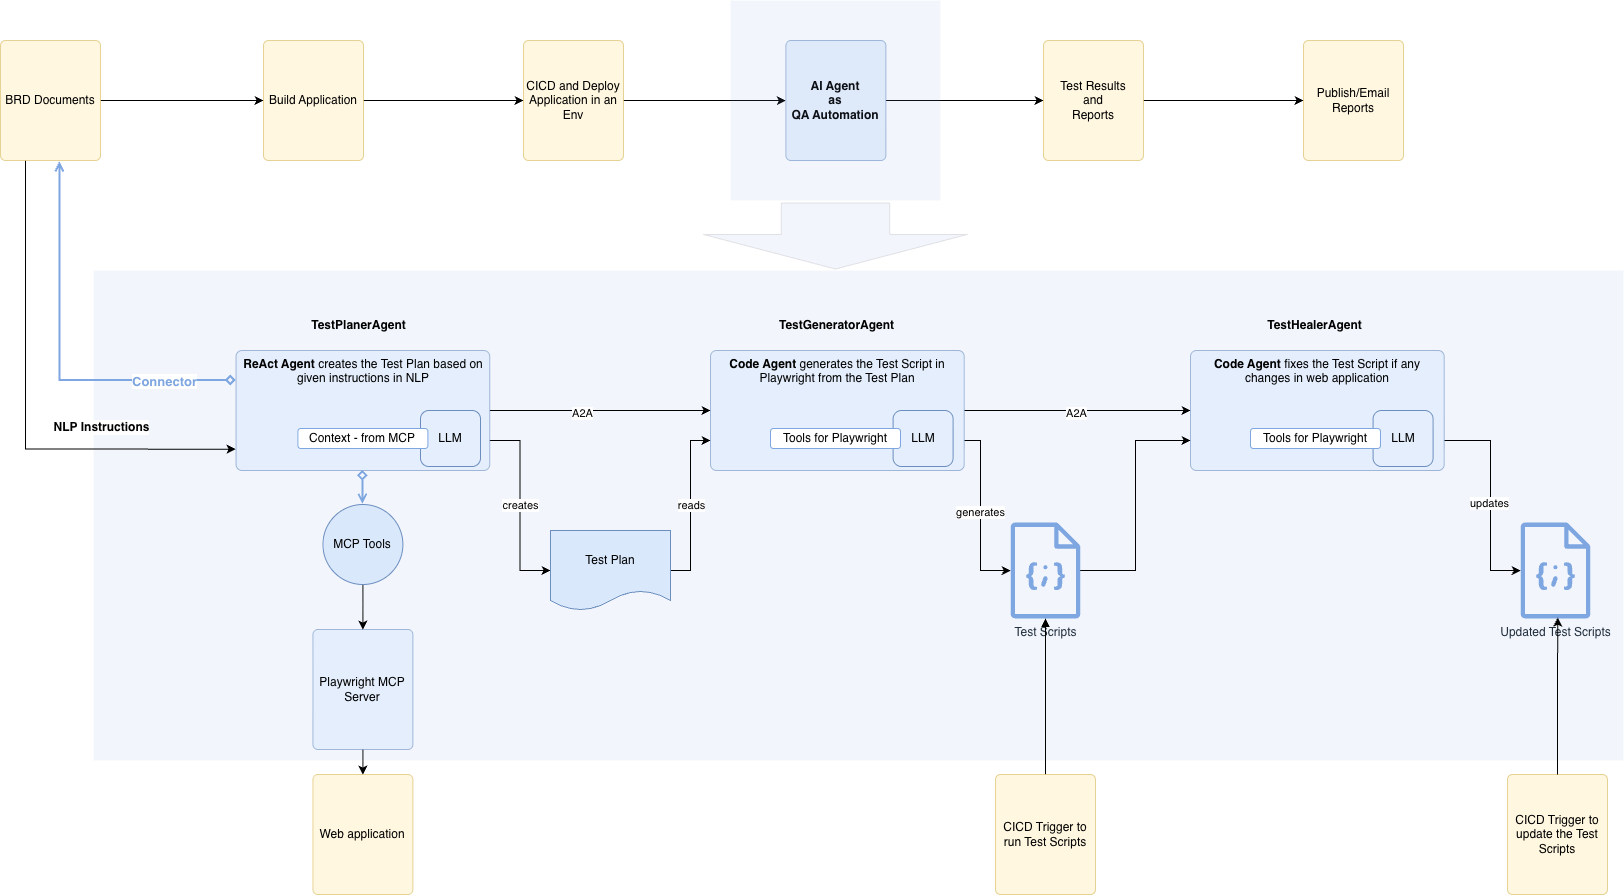 BRD Documents
Build Application
CICD and Deploy
Application in an
Env
AI Agent
as
QA Automation
Test Results
and
Reports
Publish/Email
Reports
Connector
NLP Instructions
TestPlanerAgent
ReAct Agent creates the Test Plan based on
given instructions in NLP
Context - from MCP
LLM
A2A
TestGeneratorAgent
Code Agent generates the Test Script in
Playwright from the Test Plan
Tools for Playwright
LLM
A2A
TestHealerAgent
Code Agent fixes the Test Script if any
changes in web application
Tools for Playwright
LLM
creates
reads
generates
updates
MCP Tools
Test Plan
{;}
Test Scripts
{;}
Updated Test Scripts
Playwright MCP
Server
Web application
CICD Trigger to
run Test Scripts
CICD Trigger to
update the Test
Scripts